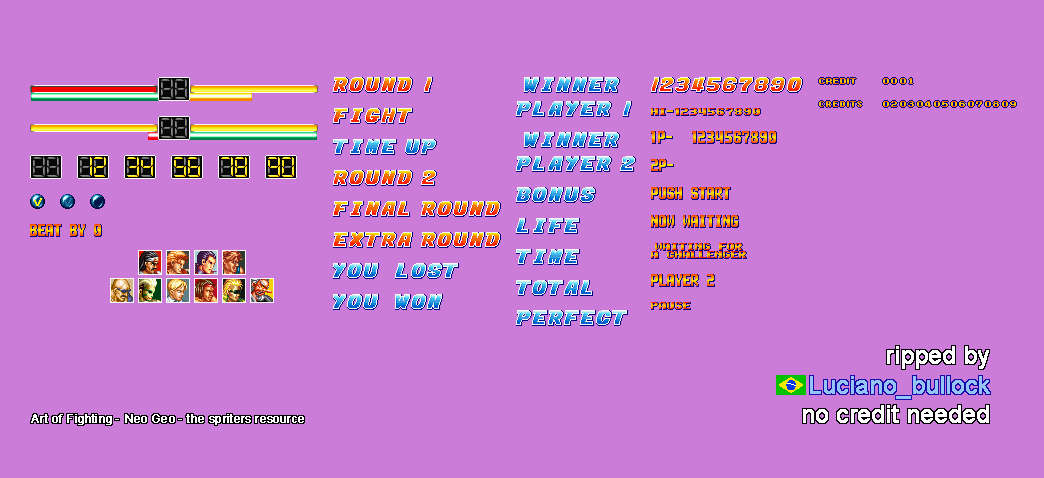 88
88
88 12 34 56 78 90
BEAT BY 0
ROUND 1
FIGHT
TIME UP
ROUND 2
FINAL ROUND
EXTRA ROUND
YOU LOST
YOU WON
WINNER
PLAYER 1
WINNER
PLAYER 2
BONUS
LIFE
TIME
TOTAL
PERFECT
1234567890
HI-1234567890
1P- 1234567890
2P-
PUSH START
NOW WAITING
WAITING FOR
A CHALLENGER
PLAYER 2
PAUSE
CREDIT 0001
CREDITS 0203040506070809
ripped by
Luciano_bullock
no credit needed
Art of Fighting - Neo Geo - the spriters resource